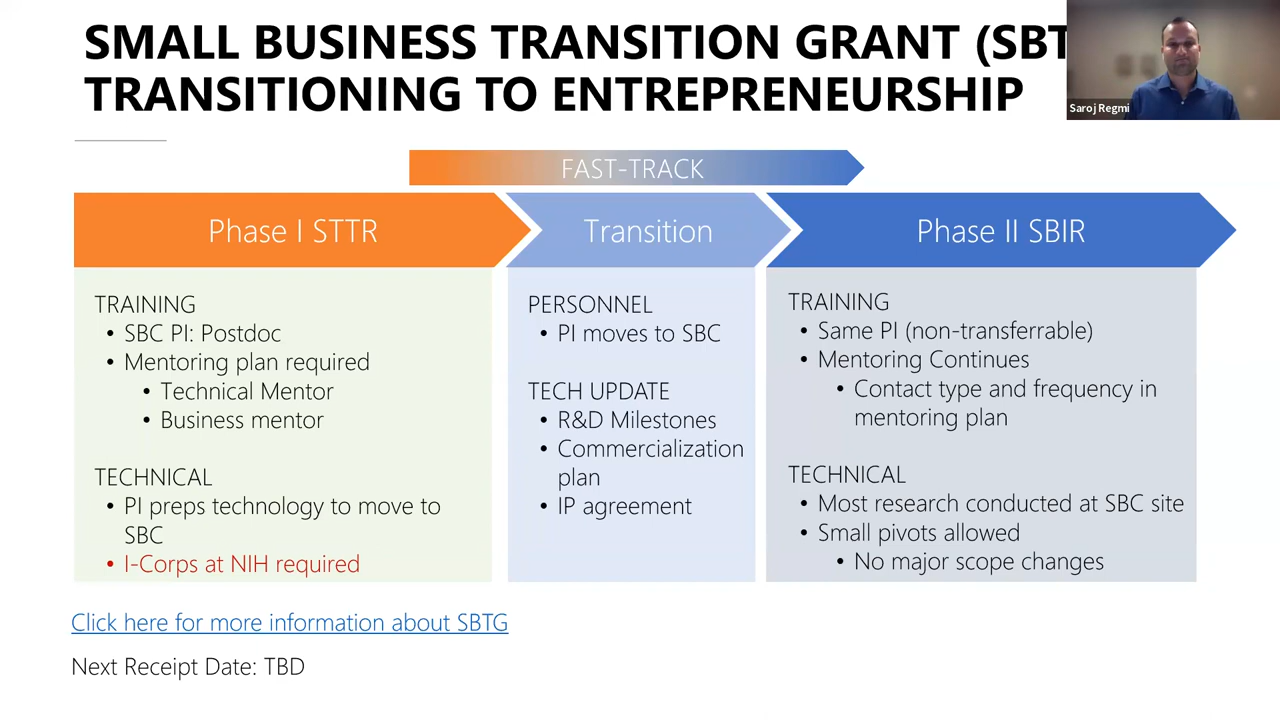 SMALL BUSINESS TRANSITION GRANT (SBT
TRANSITIONING TO ENTREPRENEURSHIP
Saroj Regmi
FAST-TRACK
Phase I STTR
Transition
Phase II SBIR
TRAINING
• SBC PI: Postdoc
• Mentoring plan required
• Technical Mentor
• Business mentor
TECHNICAL
• PI preps technology to move to
SBC
• I-Corps at NIH required
PERSONNEL
• PI moves to SBC
TECH UPDATE
• R&D Milestones
• Commercialization
plan
• IP agreement
TRAINING
• Same PI (non-transferrable)
• Mentoring Continues
• Contact type and frequency in
mentoring plan
TECHNICAL
• Most research conducted at SBC site
• Small pivots allowed
• No major scope changes
Click here for more information about SBTG
Next Receipt Date: TBD